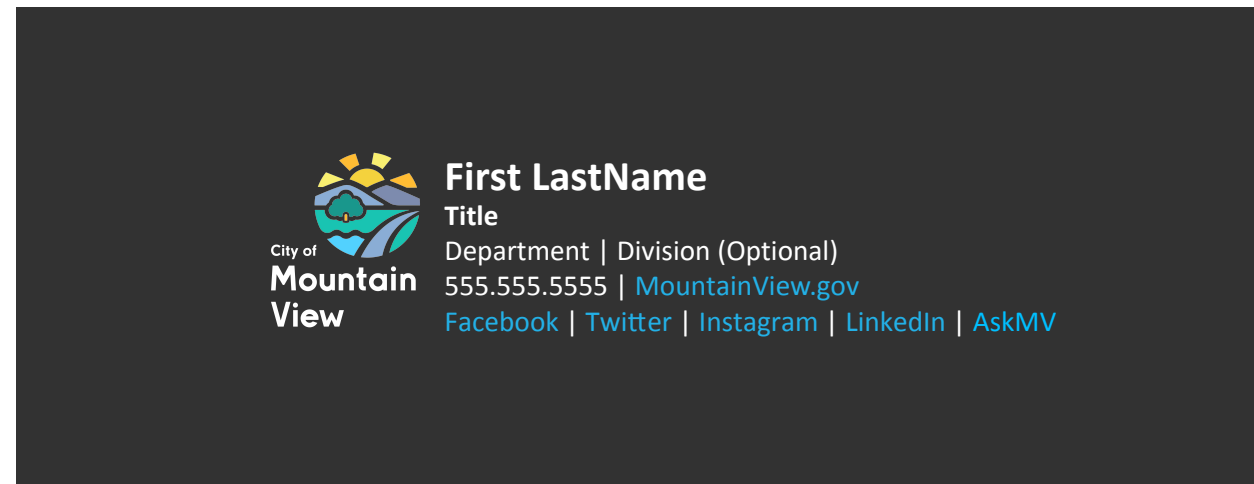 City of
Mountain
View
First LastName
Title
Department | Division (Optional)
555.555.5555 | MountainView.gov
Facebook | Twitter | Instagram | LinkedIn | AskMV